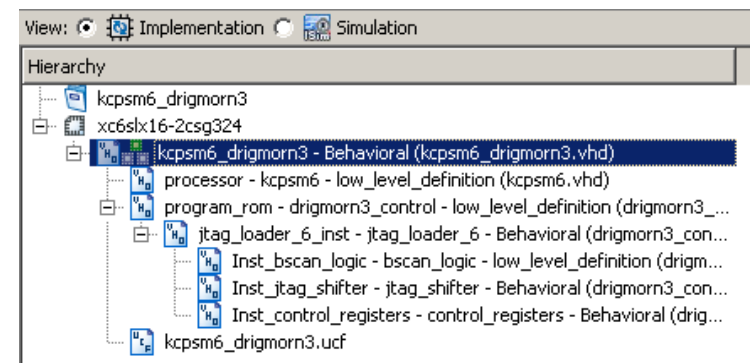 View: Implementation Simulation
Hierarchy
kcpsm6_drigmorn3
xc6slx16-2csg324
kcpsm6_drigmorn3 - Behavioral (kcpsm6_drigmorn3.vhd)
processor - kcpsm6 - low_level_definition (kcpsm6.vhd)
program_rom - drigmorn3_control - low_level_definition (drigmorn3_...
jtag_loader_6_inst - jtag_loader_6 - Behavioral (drigmorn3_con...
Inst_bscan_logic - bscan_logic - low_level_definition (drigm...
Inst_jtag_shifter - jtag_shifter - Behavioral (drigmorn3_con...
Inst_control_registers - control_registers - Behavioral (drig...
kcpsm6_drigmorn3.ucf